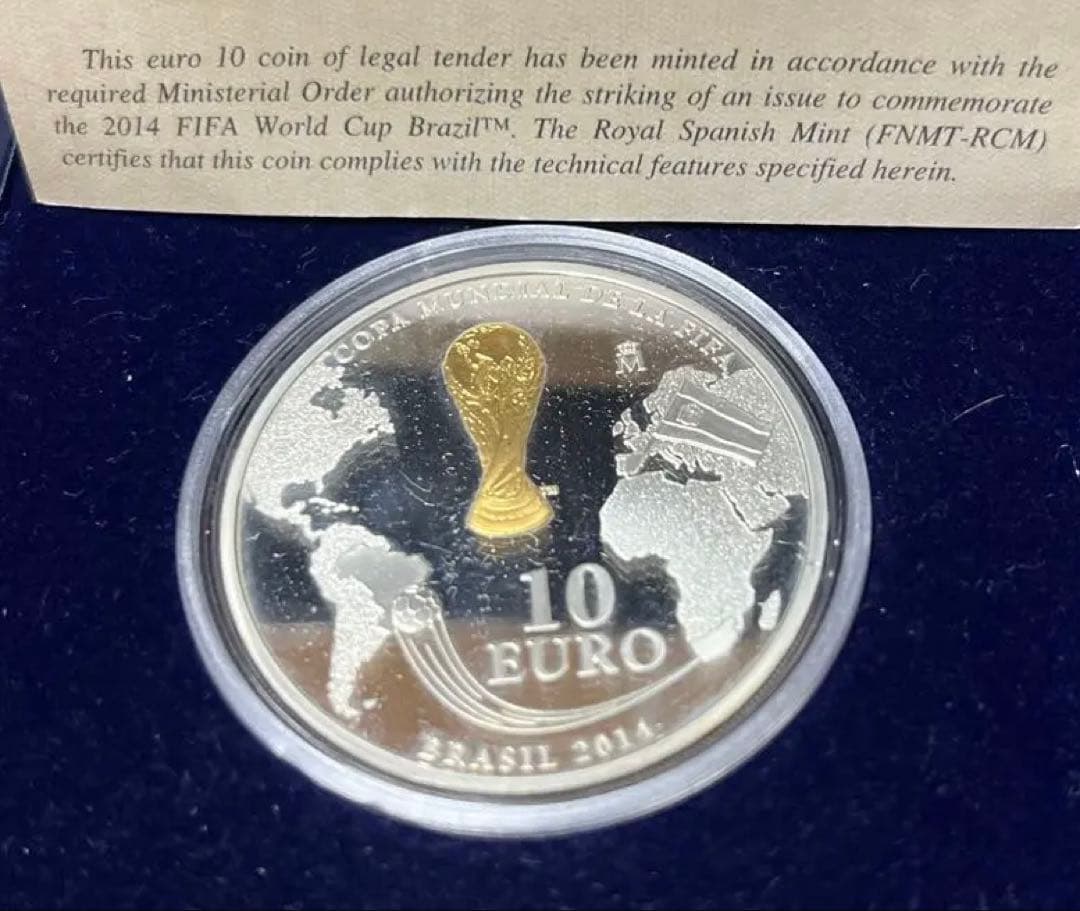 This euro 10 coin of legal tender has been minted in accordance with the
required Ministerial Order authorizing the striking of an issue to commemorate
the 2014 FIFA World Cup Brazil™. The Royal Spanish Mint (FNMT-RCM)
certifies that this coin complies with the technical features specified herein.
COPA MUNDIAL DE LA FIFA
M
10
EURO
BRASIL 2014